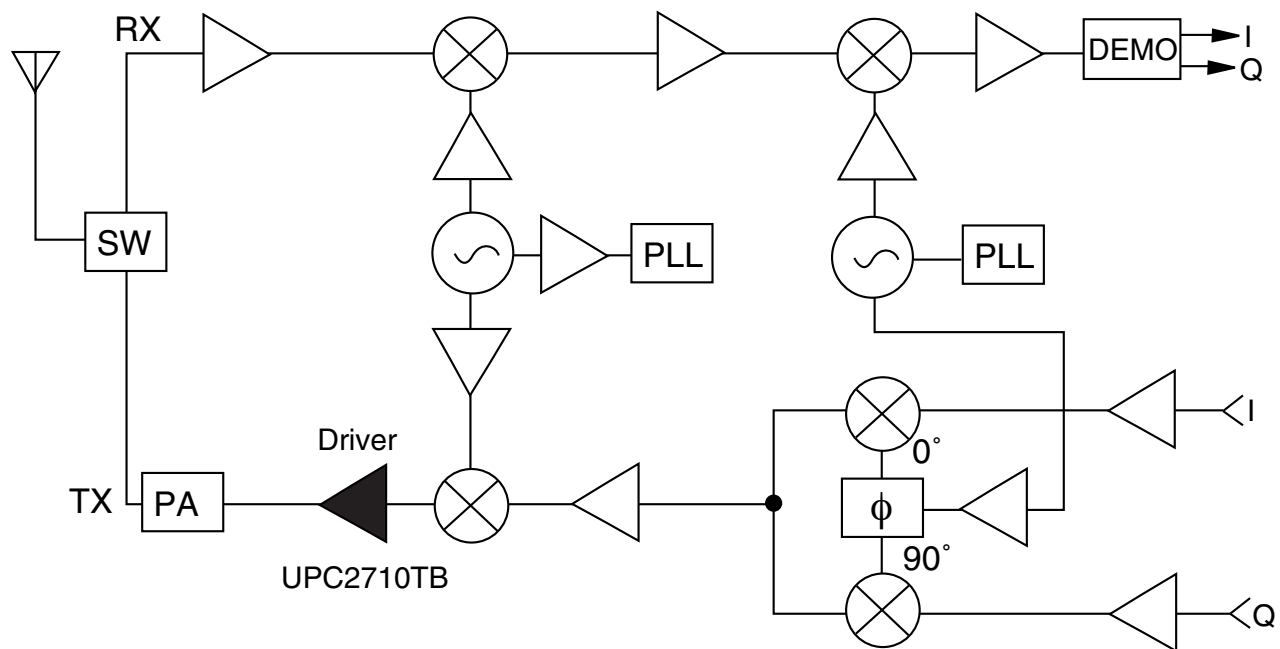 RX
DEMO
I
Q
SW
PLL
PLL
Driver
I
0°
TX
PA
ϕ
90°
UPC2710TB
Q